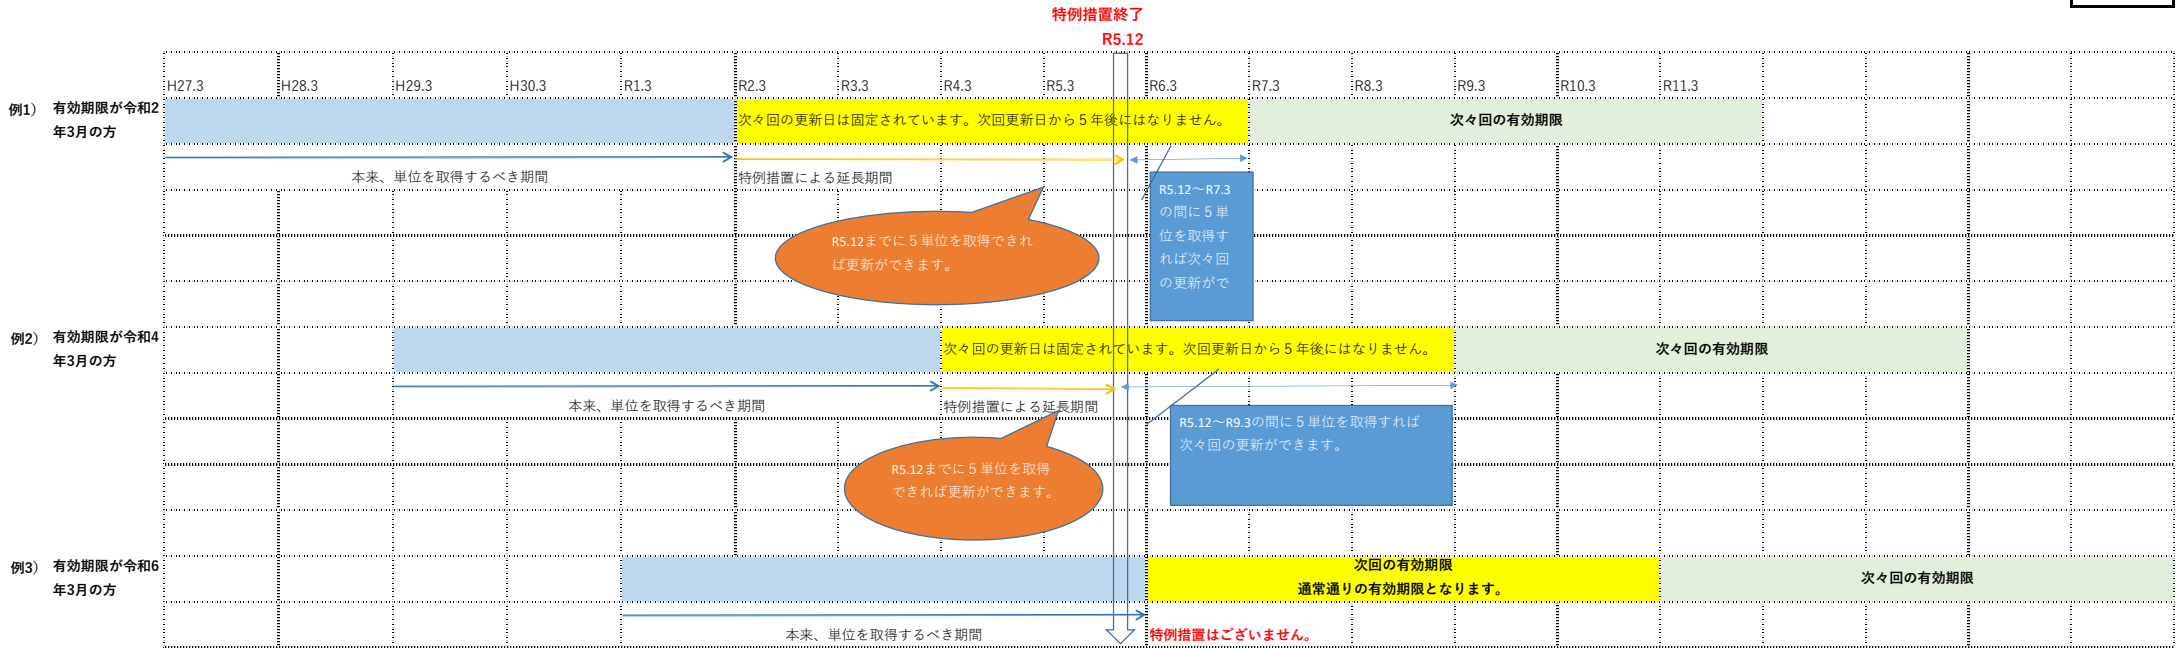 特例措置終了
R5.12
H27.3 H28.3 H29.3 H30.3 R1.3 R2.3 R3.3 R4.3 R5.3 R6.3 R7.3 R8.3 R9.3 R10.3 R11.3
例1） 有効期限が令和2
年3月の方
次々回の更新日は固定されています。次回更新日から５年後にはなりません。
次々回の有効期限
本来、単位を取得するべき期間
特例措置による延長期間
R5.12までに５単位を取得できれ
ば更新ができます。
R5.12～R7.3
の間に５単
位を取得す
れば次々回
の更新がで
例2） 有効期限が令和4
年3月の方
次々回の更新日は固定されています。次回更新日から５年後にはなりません。
次々回の有効期限
本来、単位を取得するべき期間
特例措置による延長期間
R5.12までに５単位を取得
できれば更新ができます。
R5.12～R9.3の間に５単位を取得すれば
次々回の更新ができます。
例3） 有効期限が令和6
年3月の方
次回の有効期限
通常通りの有効期限となります。
次々回の有効期限
本来、単位を取得するべき期間
特例措置はございません。